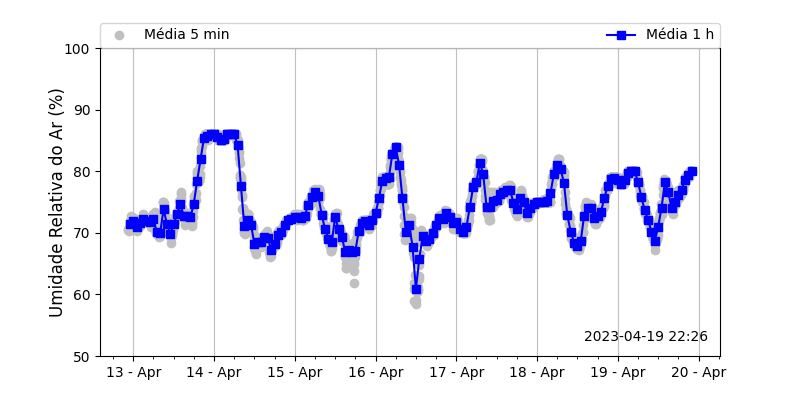 Média 5 min
Média 1 h
Umidade Relativa do Ar (%)
100
90
80
70
60
50
2023-04-19 22:26
13 - Apr
14 - Apr
15 - Apr
16 - Apr
17 - Apr
18 - Apr
19 - Apr
20 - Apr